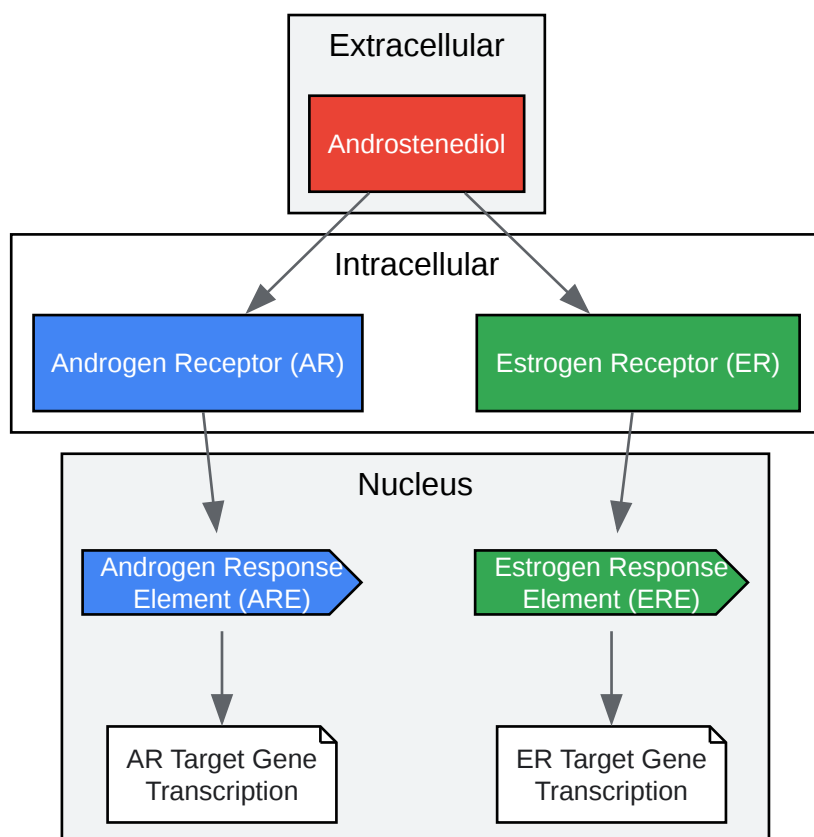 Extracellular
Androstenediol
Intracellular
Androgen Receptor (AR)
Estrogen Receptor (ER)
Nucleus
Androgen Response
Element (ARE)
Estrogen Response
Element (ERE)
AR Target Gene
Transcription
ER Target Gene
Transcription